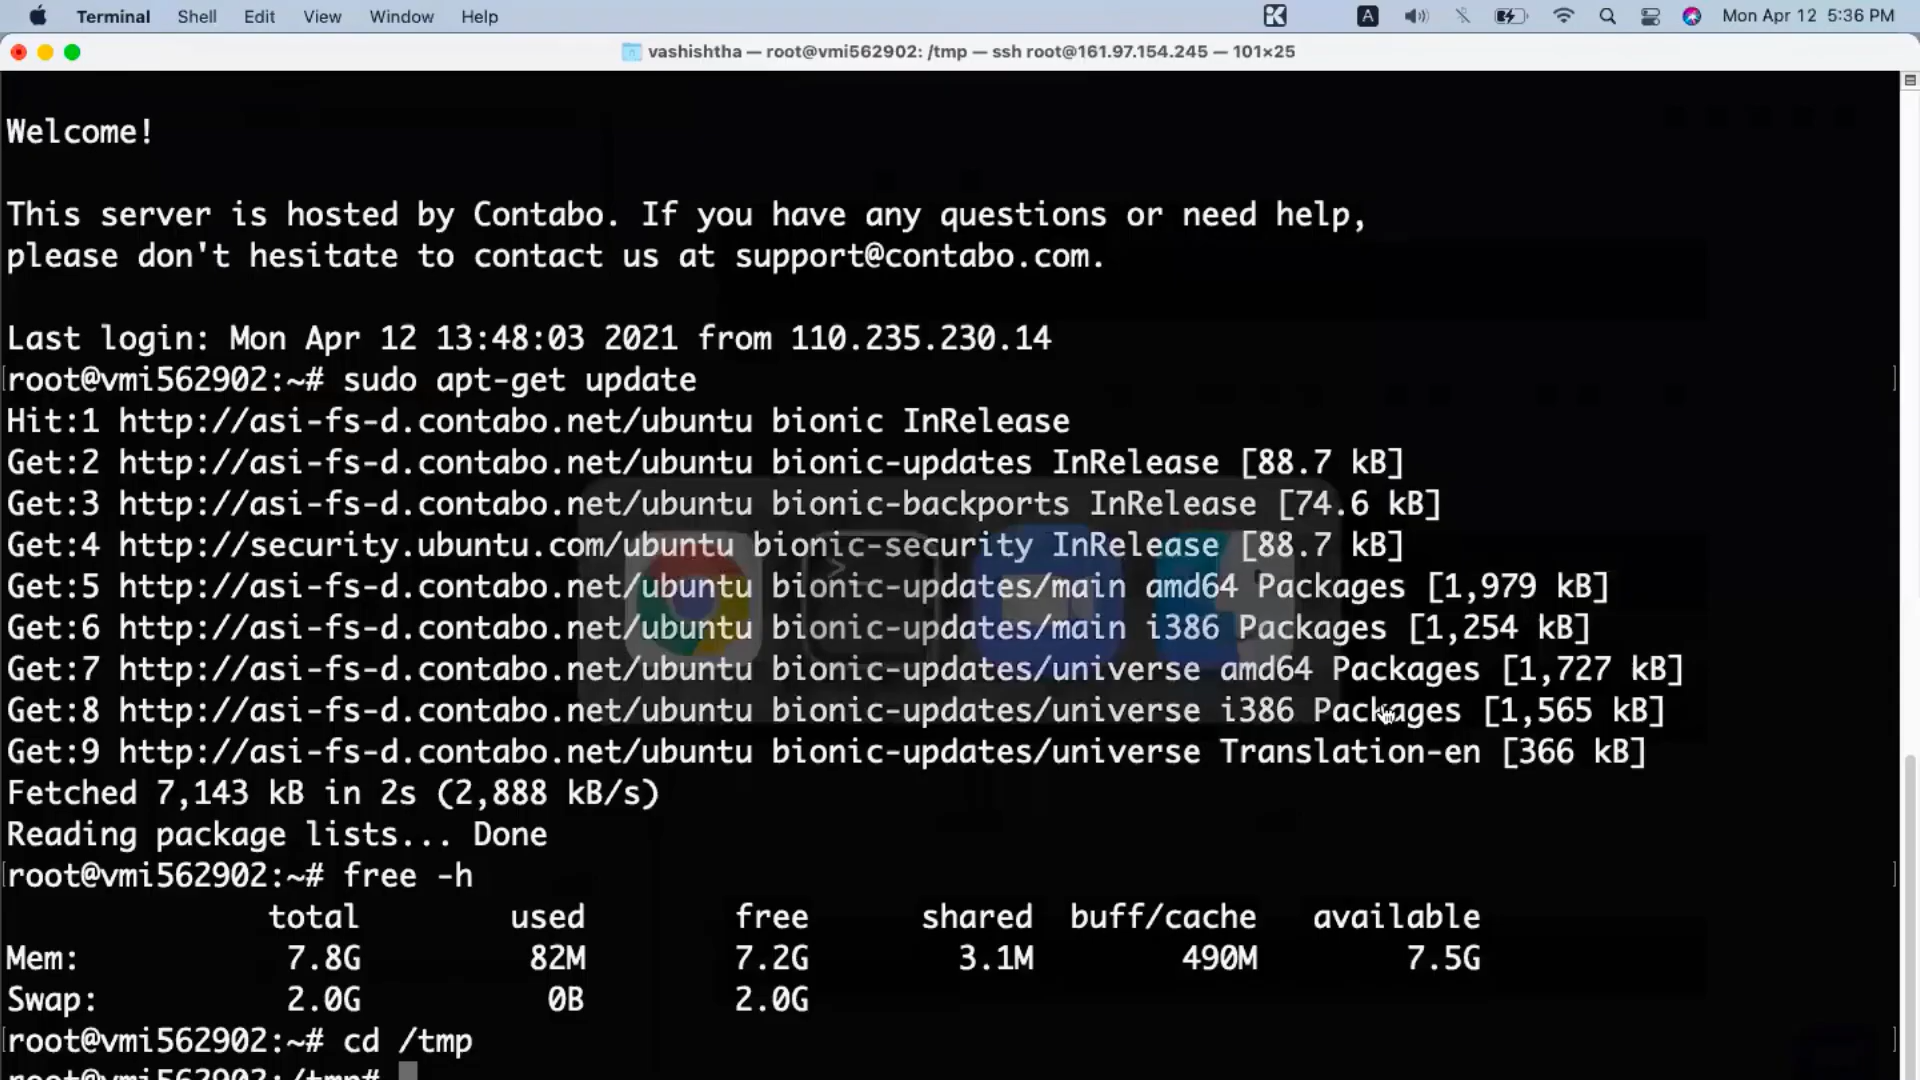 Terminal Shell Edit View Window Help A Mon Apr 12 5:36 PM
vashishtha — root@vmi562902: /tmp — ssh root@161.97.154.245 — 101×25
Welcome!
This server is hosted by Contabo. If you have any questions or need help,
please don't hesitate to contact us at support@contabo.com.
Last login: Mon Apr 12 13:48:03 2021 from 110.235.230.14
[root@vmi562902:~# sudo apt-get update ]
Hit:1 http://asi-fs-d.contabo.net/ubuntu bionic InRelease
Get:2 http://asi-fs-d.contabo.net/ubuntu bionic-updates InRelease [88.7 kB]
Get:3 http://asi-fs-d.contabo.net/ubuntu bionic-backports InRelease [74.6 kB]
Get:4 http://security.ubuntu.com/ubuntu bionic-security InRelease [88.7 kB]
Get:5 http://asi-fs-d.contabo.net/ubuntu bionic-updates/main amd64 Packages [1,979 kB]
Get:6 http://asi-fs-d.contabo.net/ubuntu bionic-updates/main i386 Packages [1,254 kB]
Get:7 http://asi-fs-d.contabo.net/ubuntu bionic-updates/universe amd64 Packages [1,727 kB]
Get:8 http://asi-fs-d.contabo.net/ubuntu bionic-updates/universe i386 Packages [1,565 kB]
Get:9 http://asi-fs-d.contabo.net/ubuntu bionic-updates/universe Translation-en [366 kB]
Fetched 7,143 kB in 2s (2,888 kB/s)
Reading package lists... Done
[root@vmi562902:~# free -h ]
total used free shared buff/cache available
Mem: 7.8G 82M 7.2G 3.1M 490M 7.5G
Swap: 2.0G 0B 2.0G
[root@vmi562902:~# cd /tmp ]
root@vmi562902:/tmp#